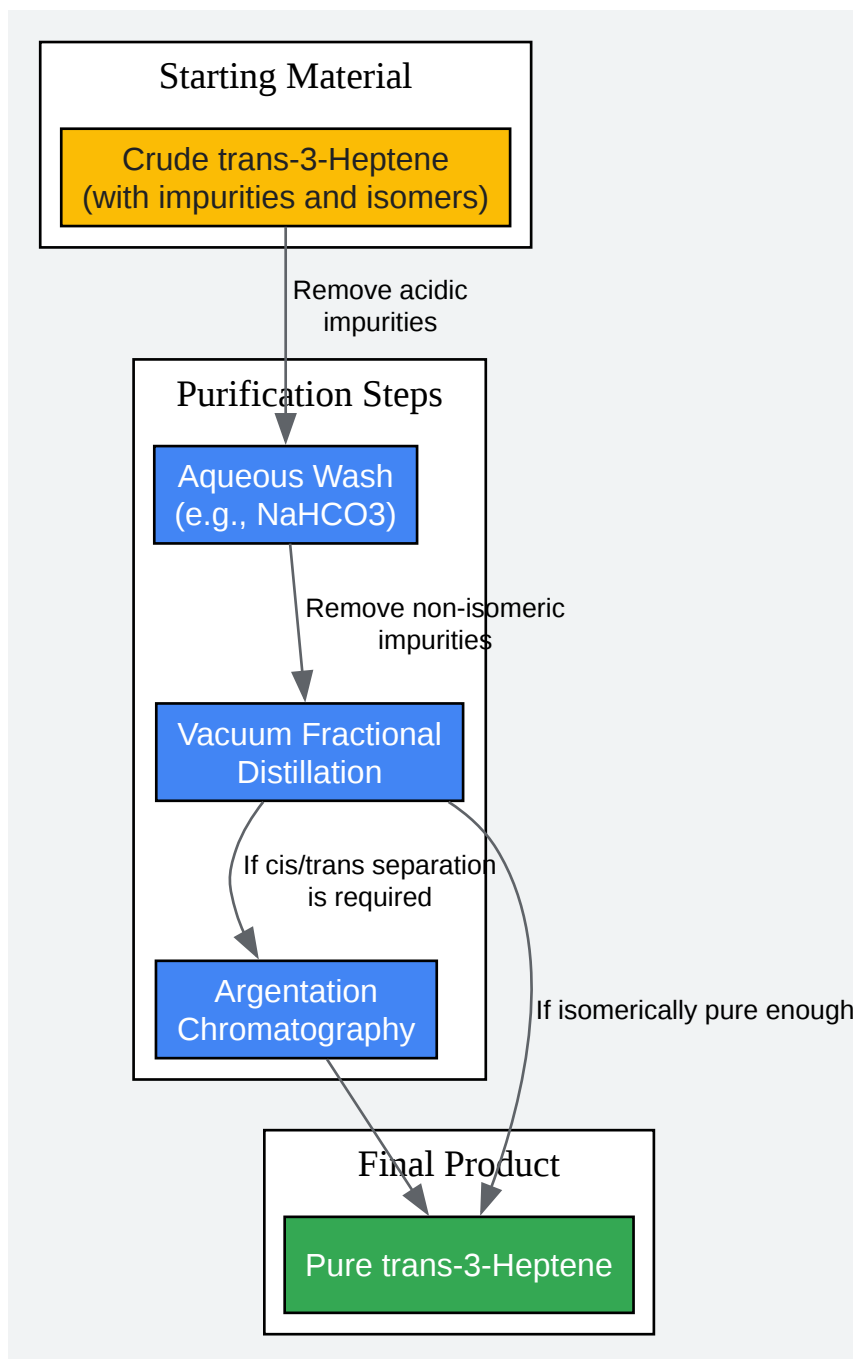 Starting Material
Crude trans-3-Heptene
(with impurities and isomers)
Remove acidic
impurities
Purification Steps
Aqueous Wash
(e.g., NaHCO3)
Remove non-isomeric
impurities
Vacuum Fractional
Distillation
If cis/trans separation
is required
Argentation
Chromatography
If isomerically pure enough
Final Product
Pure trans-3-Heptene